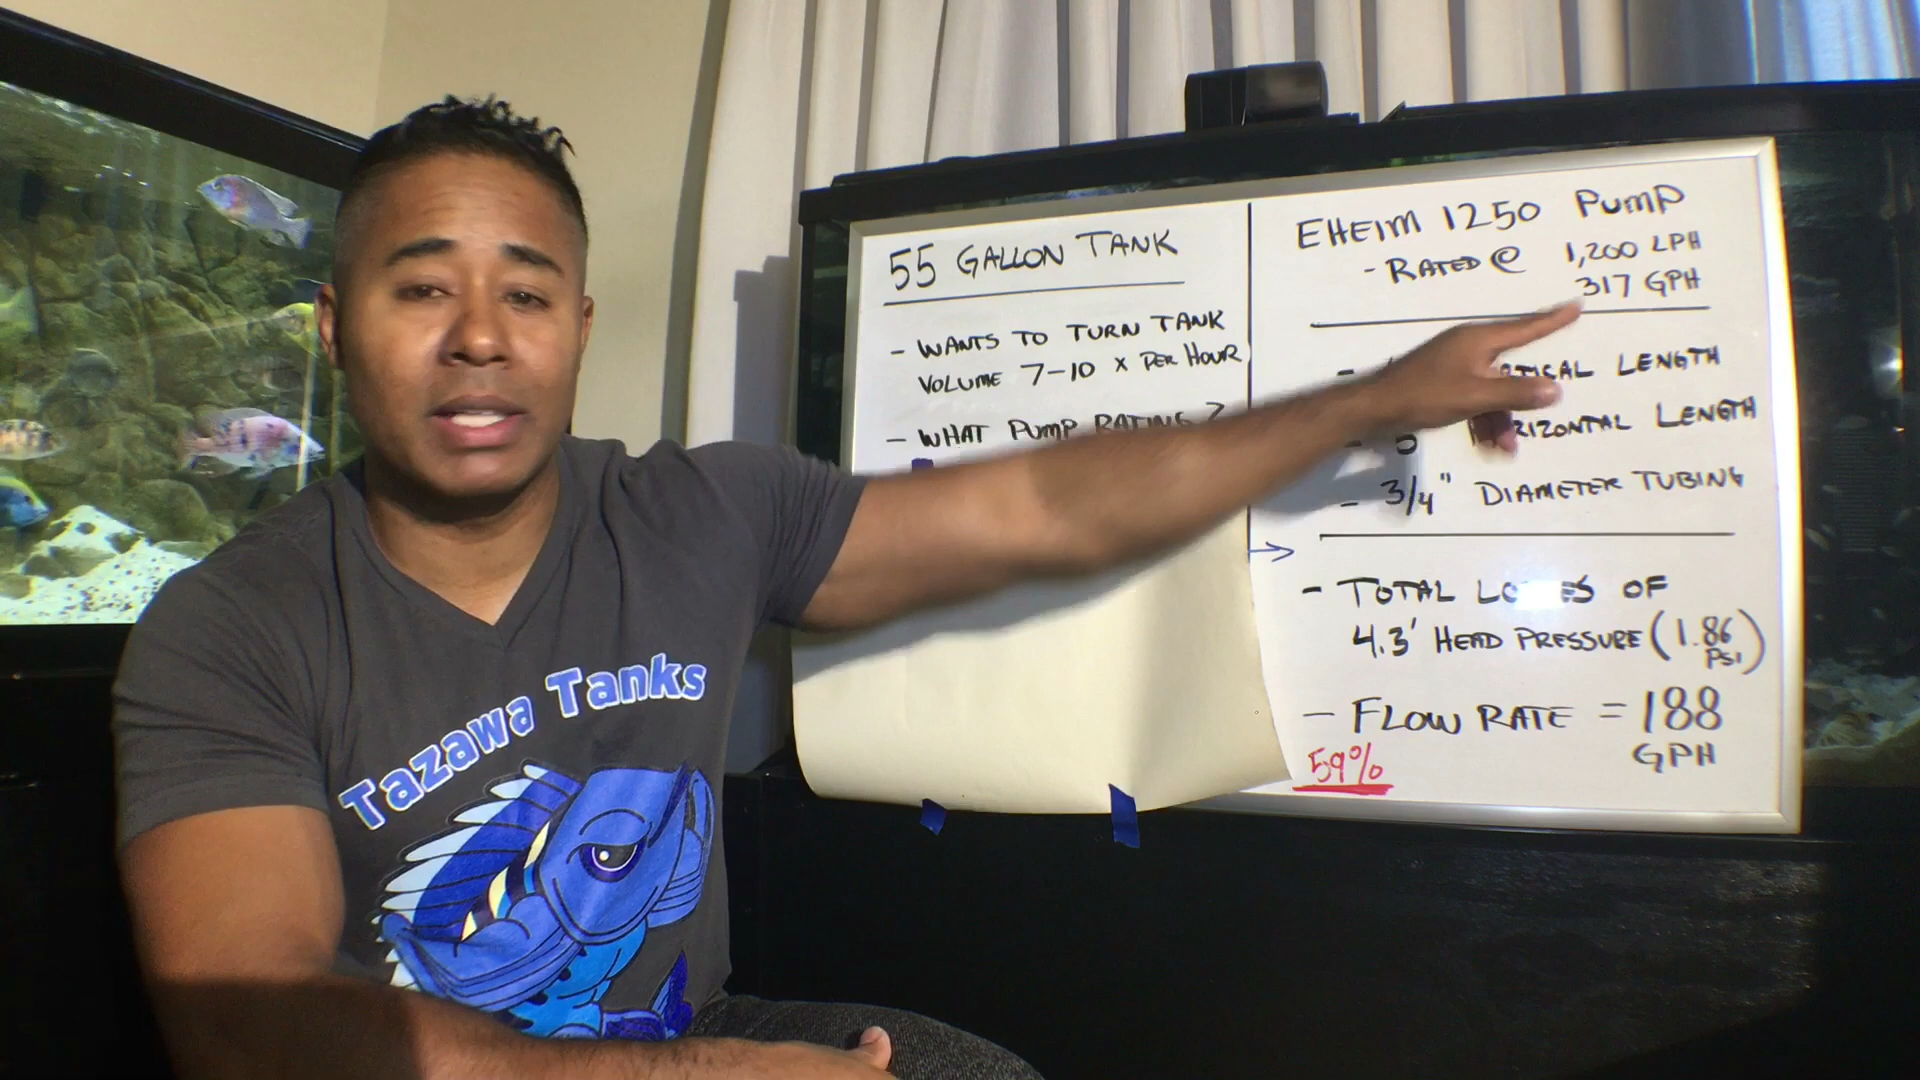 Tazawa Tanks
55 GALLON TANK
- WANTS TO TURN TANK
VOLUME 7-10 X PER HOUR
- WHAT PUMP RATING ?
EHEIM 1250 PUMP
- RATED @ 1,200 LPH
317 GPH
LENGTH
LENGTH
- 3/4" DIAMETER TUBING
- TOTAL OF
4.3' HEAD PRESSURE (1.86
PSI)
- FLOW RATE = 188
GPH
59%